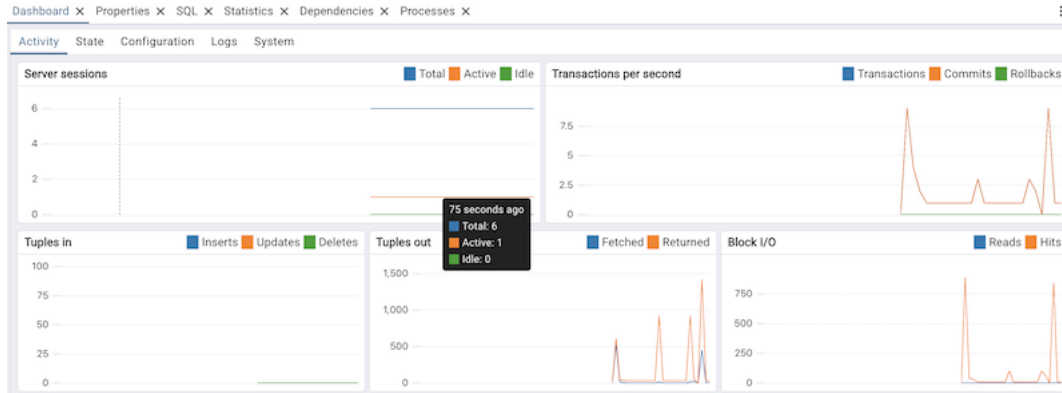 Dashboard Properties SQL Statistics Dependencies Processes
Activity State Configuration Logs System
Server sessions
Total Active Idle
6
4
2
0
75 seconds ago
Total: 6
Active: 1
Idle: 0
Transactions per second
Transactions Commits Rollbacks
7.5
5
2.5
0
Tuples in
Inserts Updates Deletes
100
75
50
25
0
Tuples out
Fetched Returned
1,500
1,000
500
0
Block I/O
Reads Hits
750
500
250
0